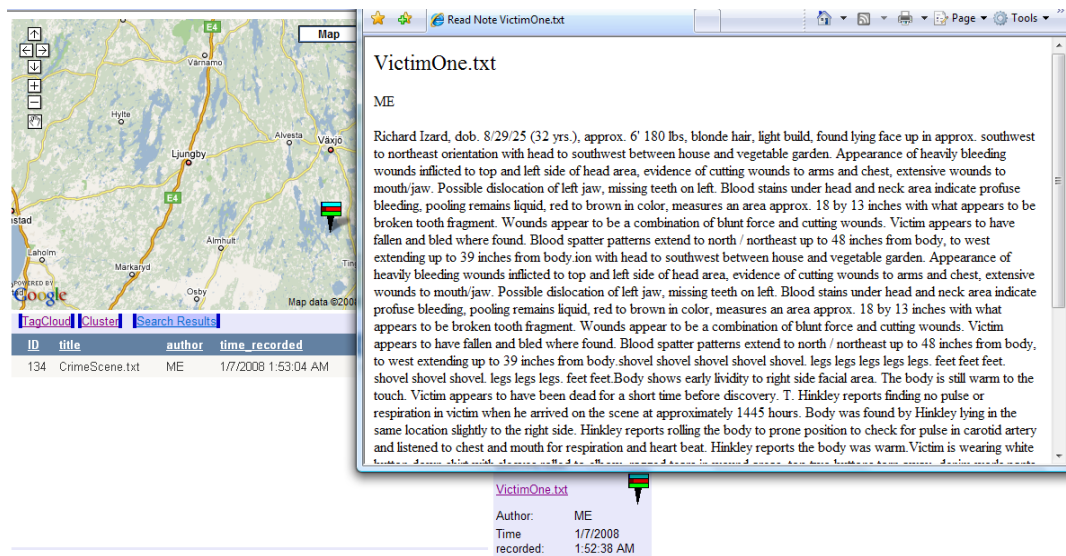 Read Note VictimOne.txt
Page
Tools
VictimOne.txt
ME
Richard Izard, dob. 8/29/25 (32 yrs.), approx. 6' 180 lbs, blonde hair, light build, found lying face up in approx. southwest
to northeast orientation with head to southwest between house and vegetable garden. Appearance of heavily bleeding
wounds inflicted to top and left side of head area, evidence of cutting wounds to arms and chest, extensive wounds to
mouth/jaw. Possible dislocation of left jaw, missing teeth on left. Blood stains under head and neck area indicate profuse
bleeding, pooling remains liquid, red to brown in color, measures an area approx. 18 by 13 inches with what appears to be
broken tooth fragment. Wounds appear to be a combination of blunt force and cutting wounds. Victim appears to have
fallen and bled where found. Blood spatter patterns extend to north / northeast up to 48 inches from body, to west
extending up to 39 inches from body.ion with head to southwest between house and vegetable garden. Appearance of
heavily bleeding wounds inflicted to top and left side of head area, evidence of cutting wounds to arms and chest, extensive
wounds to mouth/jaw. Possible dislocation of left jaw, missing teeth on left. Blood stains under head and neck area indicate
profuse bleeding, pooling remains liquid, red to brown in color, measures an area approx. 18 by 13 inches with what
appears to be broken tooth fragment. Wounds appear to be a combination of blunt force and cutting wounds. Victim
appears to have fallen and bled where found. Blood spatter patterns extend to north / northeast up to 48 inches from body,
to west extending up to 39 inches from body.shovel shovel shovel shovel shovel. legs legs legs legs legs. feet feet feet.
shovel shovel shovel. legs legs legs. feet feet.Body shows early lividity to right side facial area. The body is still warm to the
touch. Victim appears to have been dead for a short time before discovery. T. Hinkley reports finding no pulse or
respiration in victim when he arrived on the scene at approximately 1445 hours. Body was found by Hinkley lying in the
same location slightly to the right side. Hinkley reports rolling the body to prone position to check for pulse in carotid artery
and listened to chest and mouth for respiration and heart beat. Hinkley reports the body was warm.Victim is wearing white
Map
E4
Värnamo
Hylte
Alvesta
Växjö
Ljungby
E4
stad
Älmhult
Laholm
Markaryd
Ting
Osby
POWERED BY
Google
Map data ©2008
TagCloud Cluster Search Results
ID title author time_recorded
134 CrimeScene.txt ME 1/7/2008 1:53:04 AM
VictimOne.txt
Author: ME
Time 1/7/2008
recorded: 1:52:38 AM